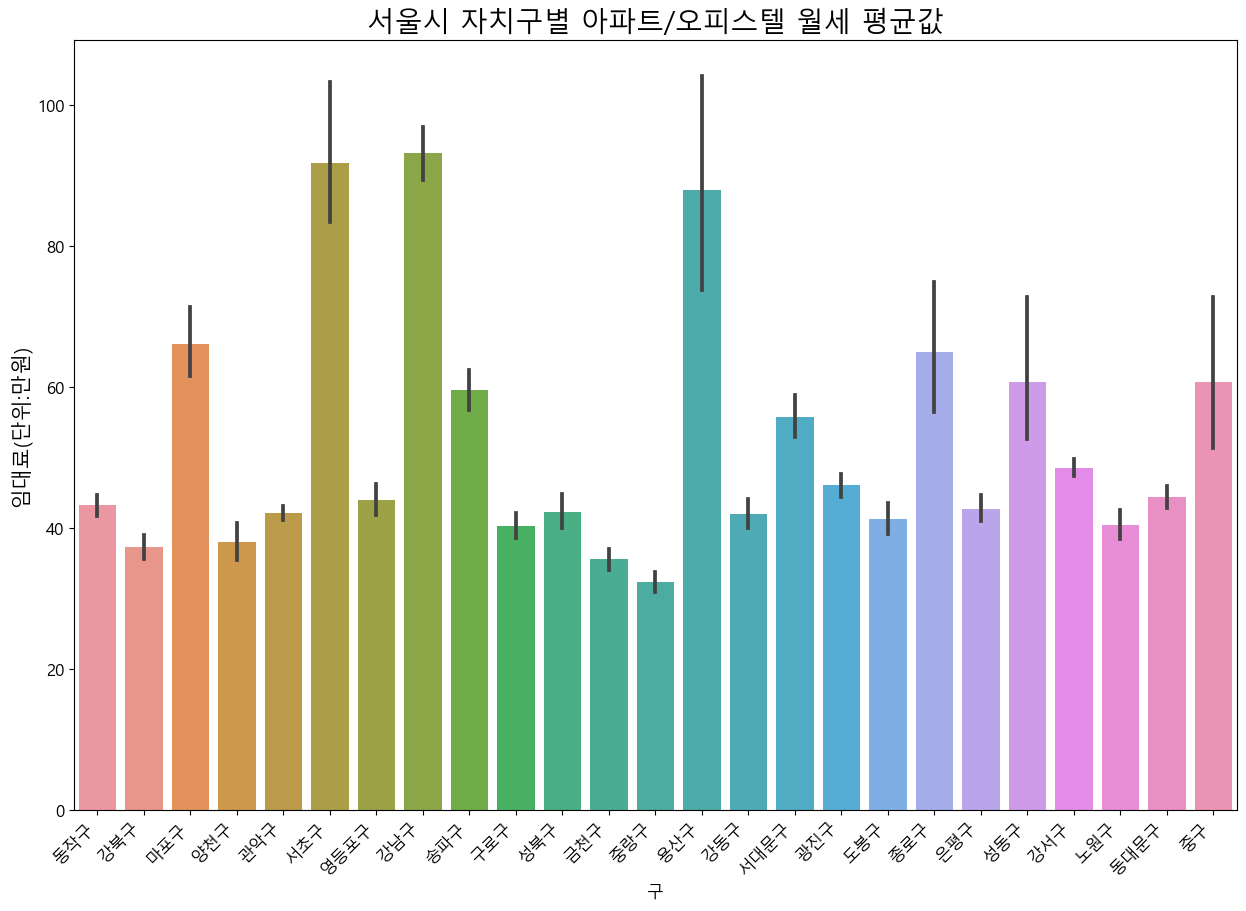 서울시 자치구별 아파트/오피스텔 월세 평균값
임대료(단위:만원)
100
80
60
40
20
0
동작구
강북구
마포구
양천구
관악구
서초구
영등포구
강남구
송파구
구로구
성북구
금천구
중랑구
용산구
강동구
서대문구
광진구
도봉구
종로구
은평구
성동구
강서구
노원구
동대문구
중구
구